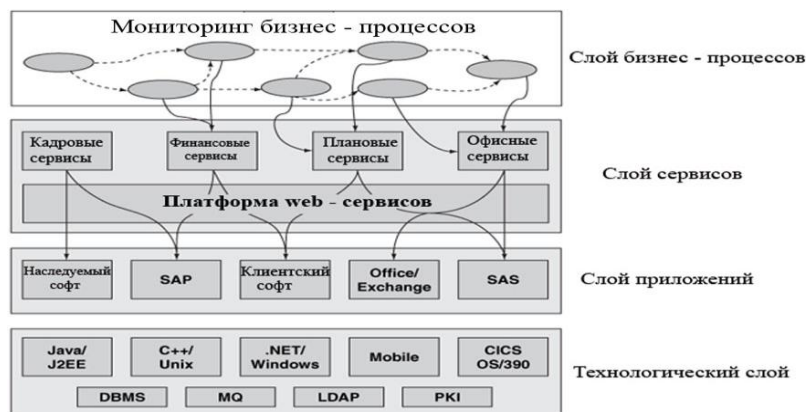 Мониторинг бизнес - процессов
Слой бизнес - процессов
Кадровые
сервисы
Финансовые
сервисы
Плановые
сервисы
Офисные
сервисы
Слой сервисов
Платформа web - сервисов
Наследуемый
софт
SAP
Клиентский
софт
Office/
Exchange
SAS
Слой приложений
Java/
J2EE
C++/
Unix
.NET/
Windows
Mobile
CICS
OS/390
Технологический слой
DBMS
MQ
LDAP
PKI